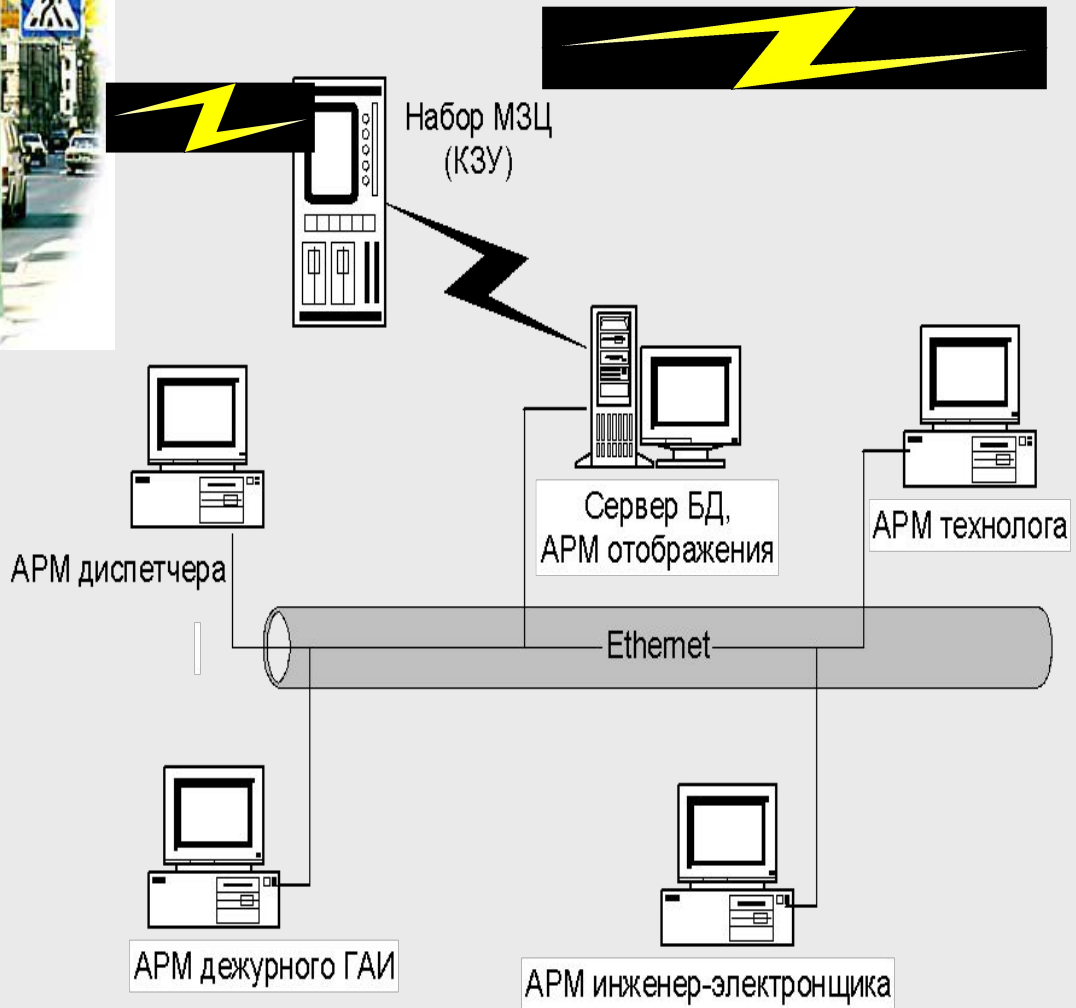 Набор МЗЦ
(КЗУ)
Сервер БД,
АРМ отображения
АРМ технолога
АРМ диспетчера
Ethernet
АРМ дежурного ГАИ
АРМ инженер-электронщика